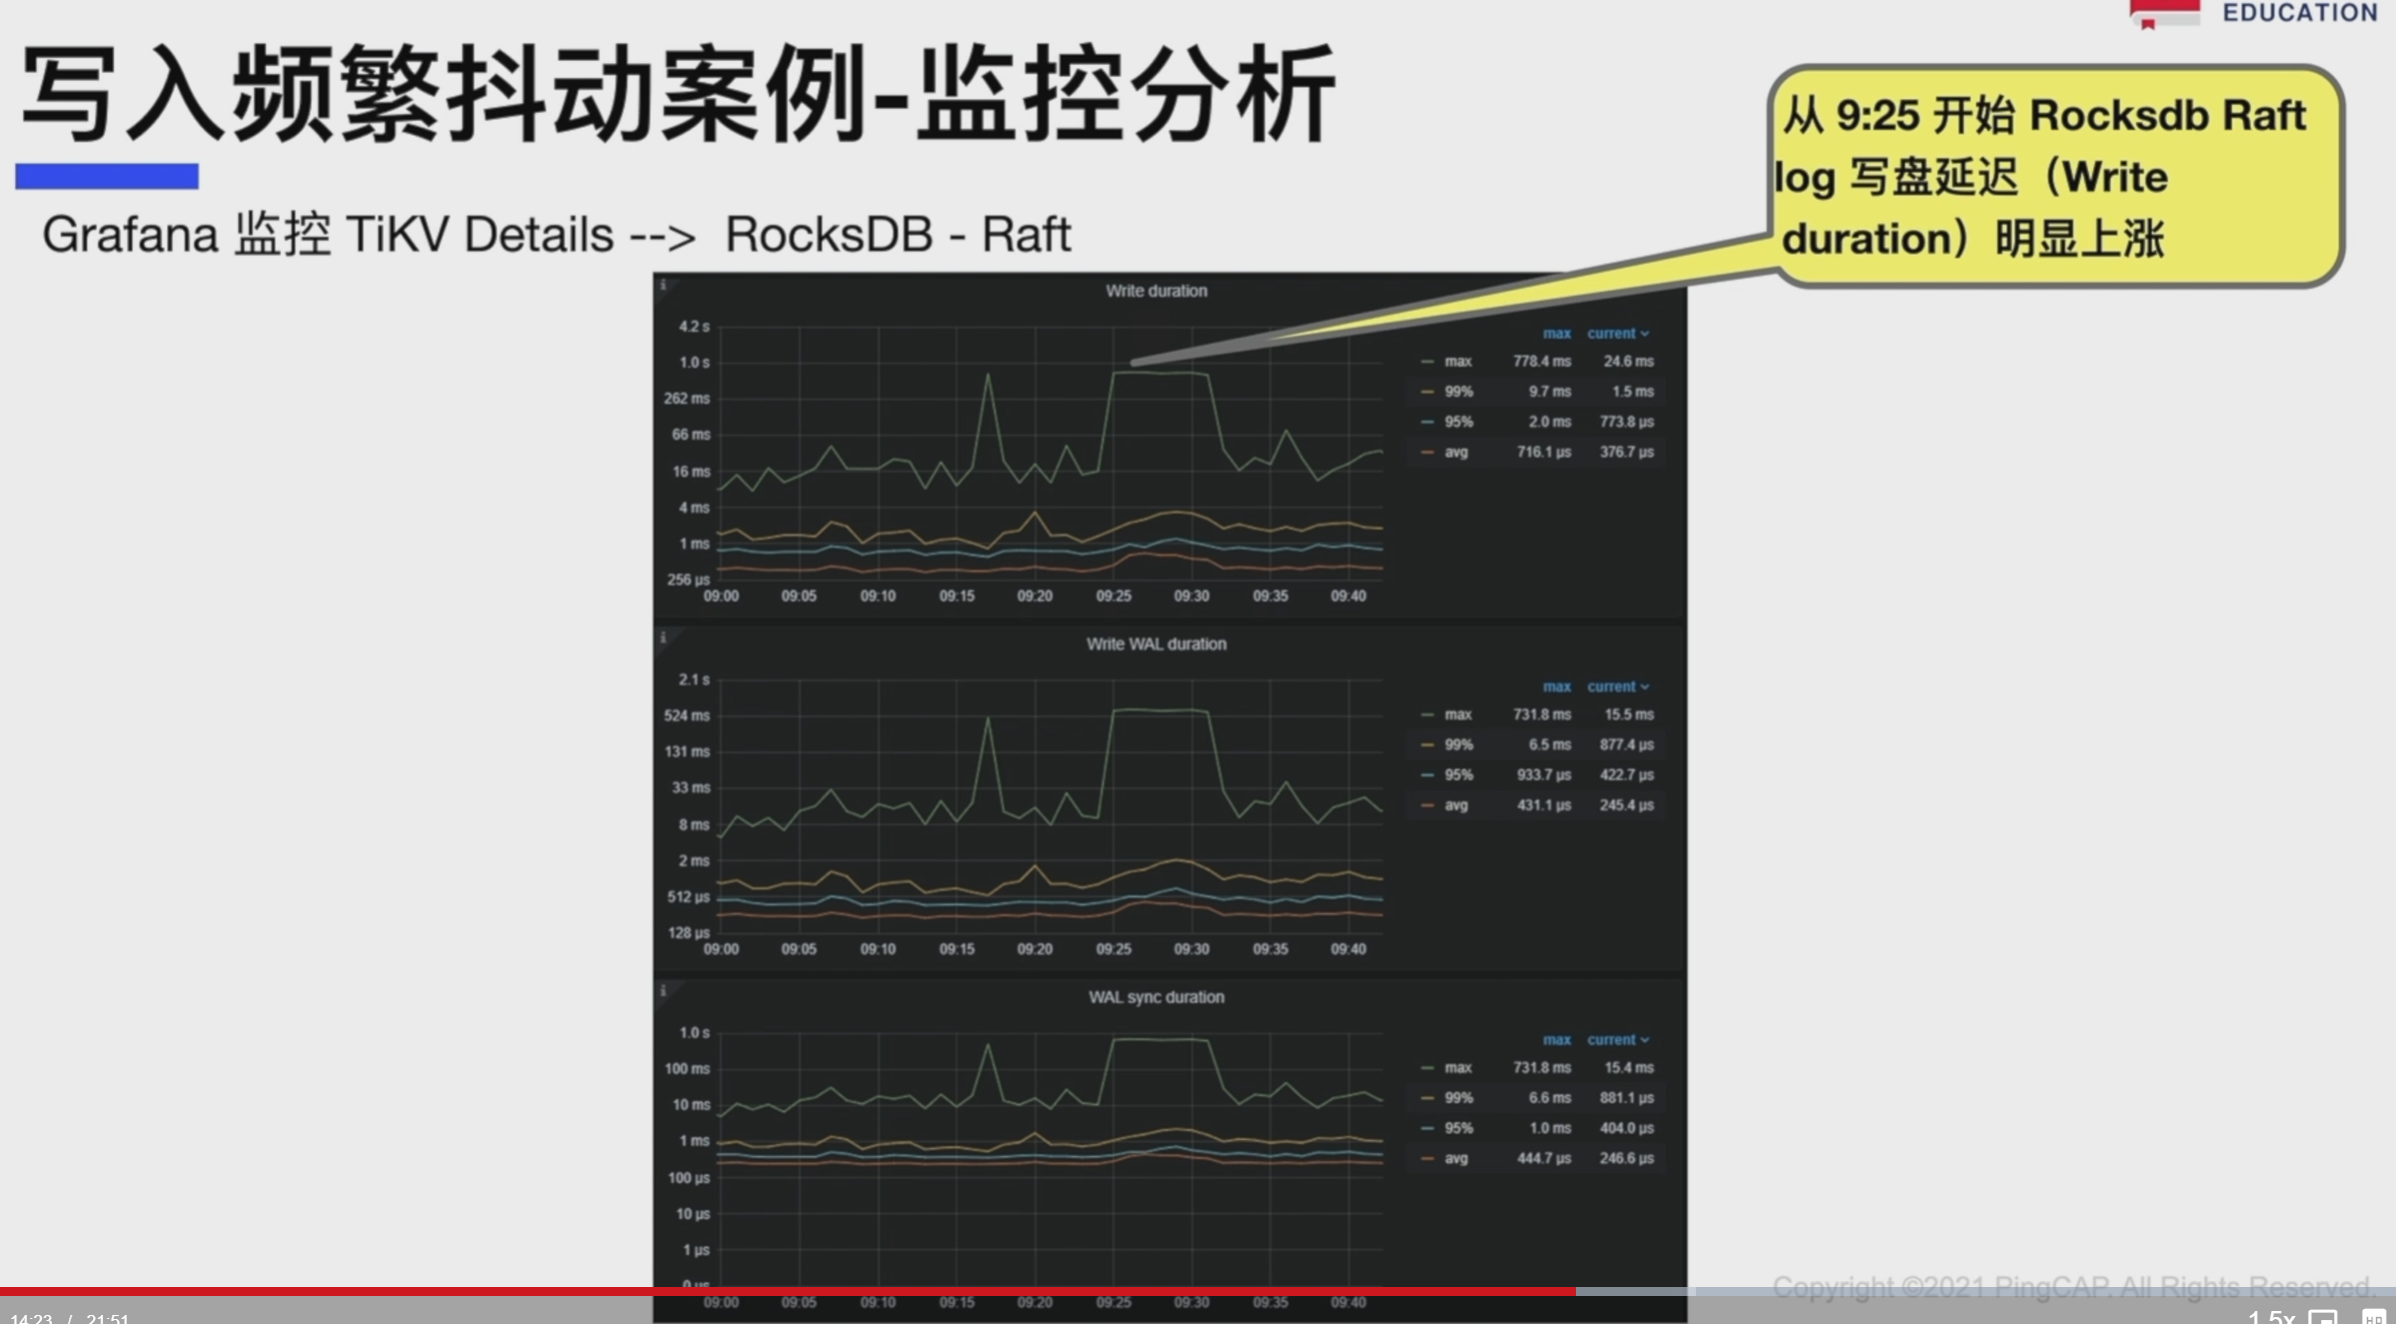 EDUCATION
写入频繁抖动案例-监控分析
从 9:25 开始 Rocksdb Raft
log 写盘延迟（Write
duration）明显上涨
Grafana 监控 TiKV Details --> RocksDB - Raft
Write duration
max current
4.2 s
1.0 s
262 ms
66 ms
16 ms
4 ms
1 ms
256 µs
max 778.4 ms 24.6 ms
99% 9.7 ms 1.5 ms
95% 2.0 ms 773.8 µs
avg 716.1 µs 376.7 µs
09:00 09:05 09:10 09:15 09:20 09:25 09:30 09:35 09:40
Write WAL duration
max current
2.1 s
524 ms
131 ms
33 ms
8 ms
2 ms
512 µs
128 µs
max 731.8 ms 15.5 ms
99% 6.5 ms 877.4 µs
95% 933.7 µs 422.7 µs
avg 431.1 µs 245.4 µs
09:00 09:05 09:10 09:15 09:20 09:25 09:30 09:35 09:40
WAL sync duration
max current
1.0 s
100 ms
10 ms
1 ms
100 µs
10 µs
1 µs
0 µs
max 731.8 ms 15.4 ms
99% 6.6 ms 881.1 µs
95% 1.0 ms 404.0 µs
avg 444.7 µs 246.6 µs
09:00 09:05 09:10 09:15 09:20 09:25 09:30 09:35 09:40
Copyright ©2021 PingCAP. All Rights Reserved.
14:23 / 21:51
1.5x
HD